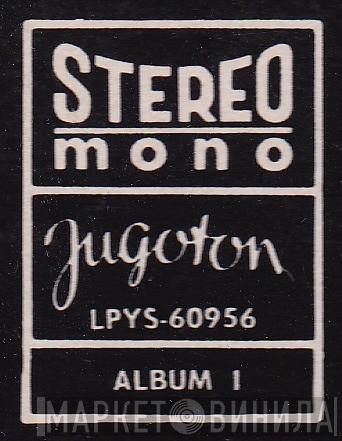 STEREO
mono
Jugoton
LPYS-60956
ALBUM 1
МАРКЕТ ВИНИЛА